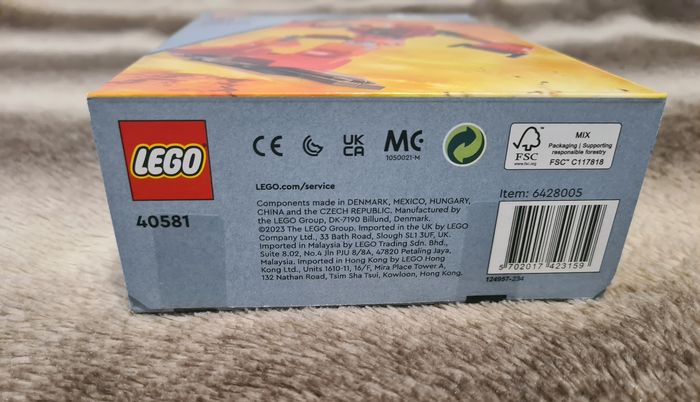 LEGO
40581
CE
UK
CA
MC
1050021-M
FSC
www.fsc.org
MIX
Packaging | Supporting
responsible forestry
FSC™ C117818
LEGO.com/service
Components made in DENMARK, MEXICO, HUNGARY,
CHINA and the CZECH REPUBLIC. Manufactured by
the LEGO Group, DK-7190 Billund, Denmark.
©2023 The LEGO Group. Imported in the UK by LEGO
Company Ltd., 33 Bath Road, Slough SL1 3UF, UK.
Imported in Malaysia by LEGO Trading Sdn. Bhd.,
Suite 8.02, No.4 Jln PJU 8/8A, 47820 Petaling Jaya,
Malaysia. Imported in Hong Kong by LEGO Hong
Kong Ltd., Units 1610-11, 16/F, Mira Place Tower A,
132 Nathan Road, Tsim Sha Tsui, Kowloon, Hong Kong.
Item: 6428005
5 702017 423159